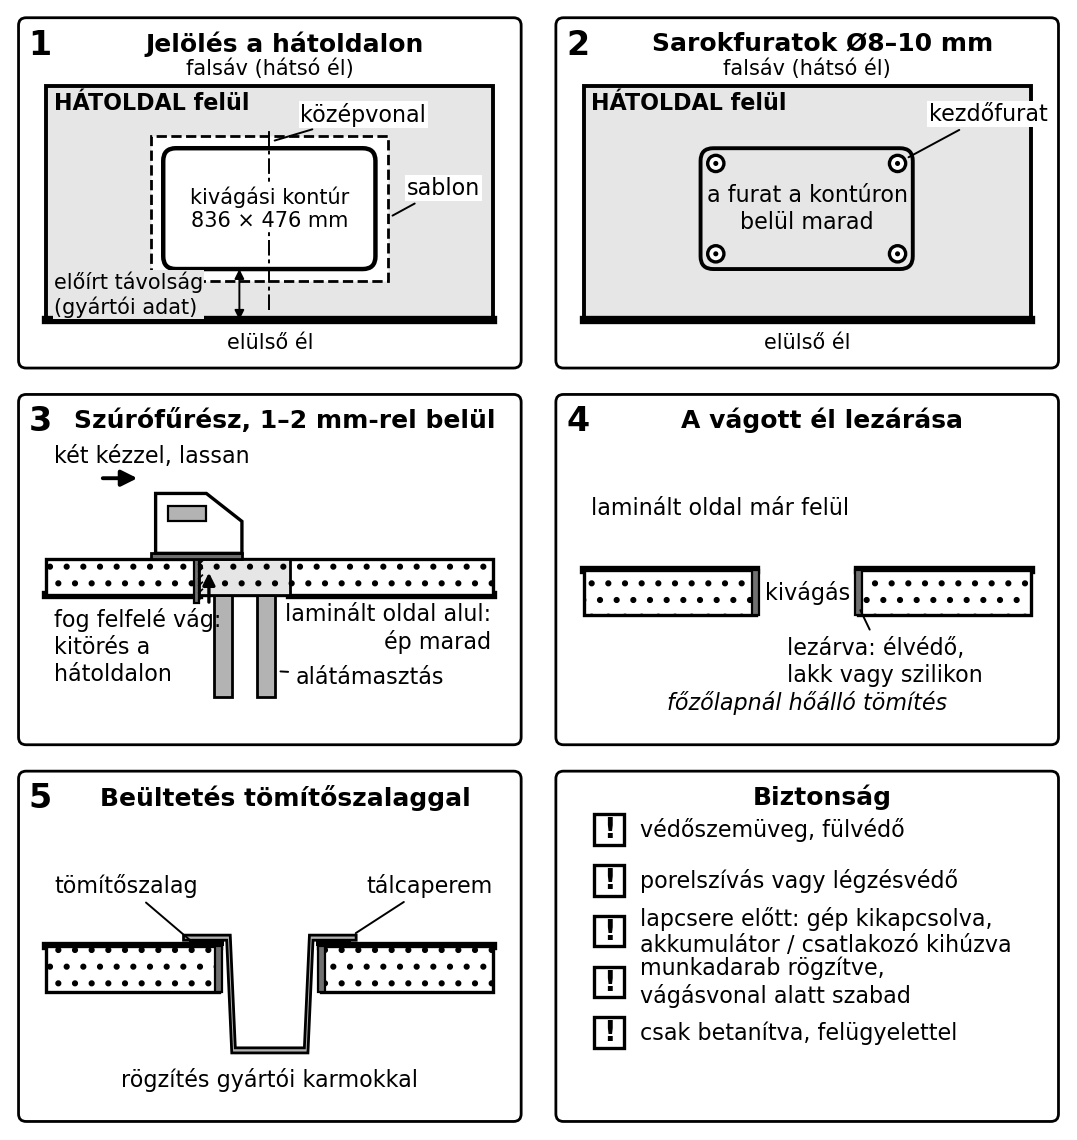 1
Jelölés a hátoldalon
falsáv (hátsó él)
HÁTOLDAL felül
középvonal
sablon
kivágási kontúr
836 × 476 mm
előírt távolság
(gyártói adat)
elülső él
2
Sarokfuratok Ø8–10 mm
falsáv (hátsó él)
HÁTOLDAL felül
kezdőfurat
a furat a kontúron
belül marad
elülső él
3
Szúrófűrész, 1–2 mm-rel belül
két kézzel, lassan
fog felfelé vág:
kitörés a
hátoldalon
laminált oldal alul:
ép marad
alátámasztás
4
A vágott él lezárása
laminált oldal már felül
kivágás
lezárva: élvédő,
lakk vagy szilikon
főzőlapnál hőálló tömítés
5
Beültetés tömítőszalaggal
tömítőszalag
tálcaperem
rögzítés gyártói karmokkal
Biztonság
! védőszemüveg, fülvédő
! porelszívás vagy légzésvédő
! lapcsere előtt: gép kikapcsolva,
akkumulátor / csatlakozó kihúzva
! munkadarab rögzítve,
vágásvonal alatt szabad
! csak betanítva, felügyelettel